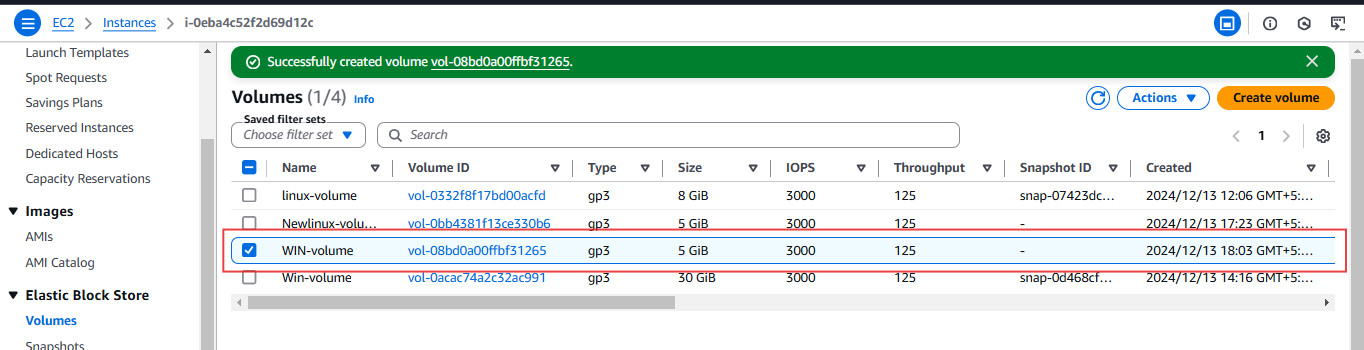 EC2 > Instances > i-0eba4c52f2d69d12c
Launch Templates
Spot Requests
Savings Plans
Reserved Instances
Dedicated Hosts
Capacity Reservations
Images
AMIs
AMI Catalog
Elastic Block Store
Volumes
Snapshots
Successfully created volume vol-08bd0a00ffbf31265.
Volumes (1/4) Info
Actions
Create volume
Saved filter sets
Choose filter set
Search
1
Name Volume ID Type Size IOPS Throughput Snapshot ID Created
linux-volume vol-0332f8f17bd00acfd gp3 8 GiB 3000 125 snap-07423dc... 2024/12/13 12:06 GMT+5:...
Newlinux-volu... vol-0bb4381f13ce330b6 gp3 5 GiB 3000 125 - 2024/12/13 17:23 GMT+5:...
WIN-volume vol-08bd0a00ffbf31265 gp3 5 GiB 3000 125 - 2024/12/13 18:03 GMT+5:...
Win-volume vol-0acac74a2c32ac991 gp3 30 GiB 3000 125 snap-0d468cf... 2024/12/13 14:16 GMT+5:...